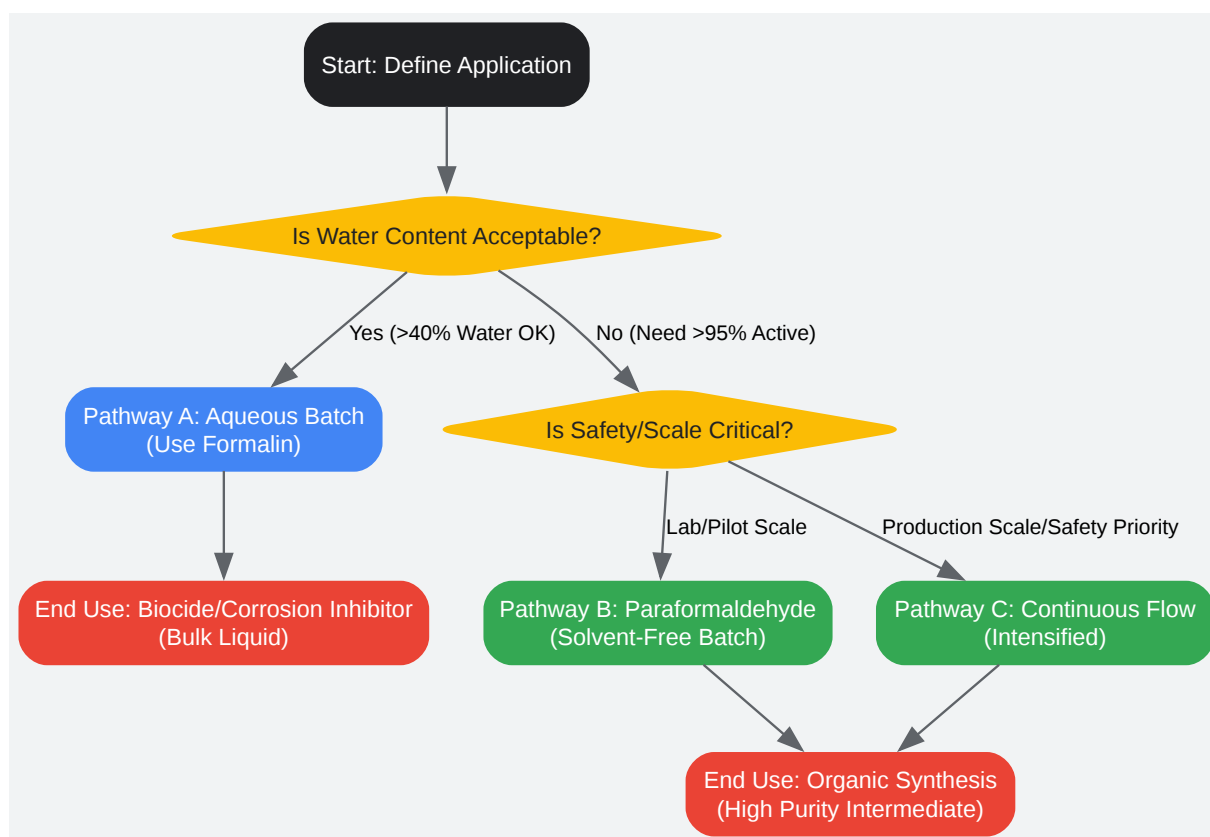 Start: Define Application
Is Water Content Acceptable?
Yes (>40% Water OK)
No (Need >95% Active)
Pathway A: Aqueous Batch
(Use Formalin)
Is Safety/Scale Critical?
Lab/Pilot Scale
Production Scale/Safety Priority
End Use: Biocide/Corrosion Inhibitor
(Bulk Liquid)
Pathway B: Paraformaldehyde
(Solvent-Free Batch)
Pathway C: Continuous Flow
(Intensified)
End Use: Organic Synthesis
(High Purity Intermediate)